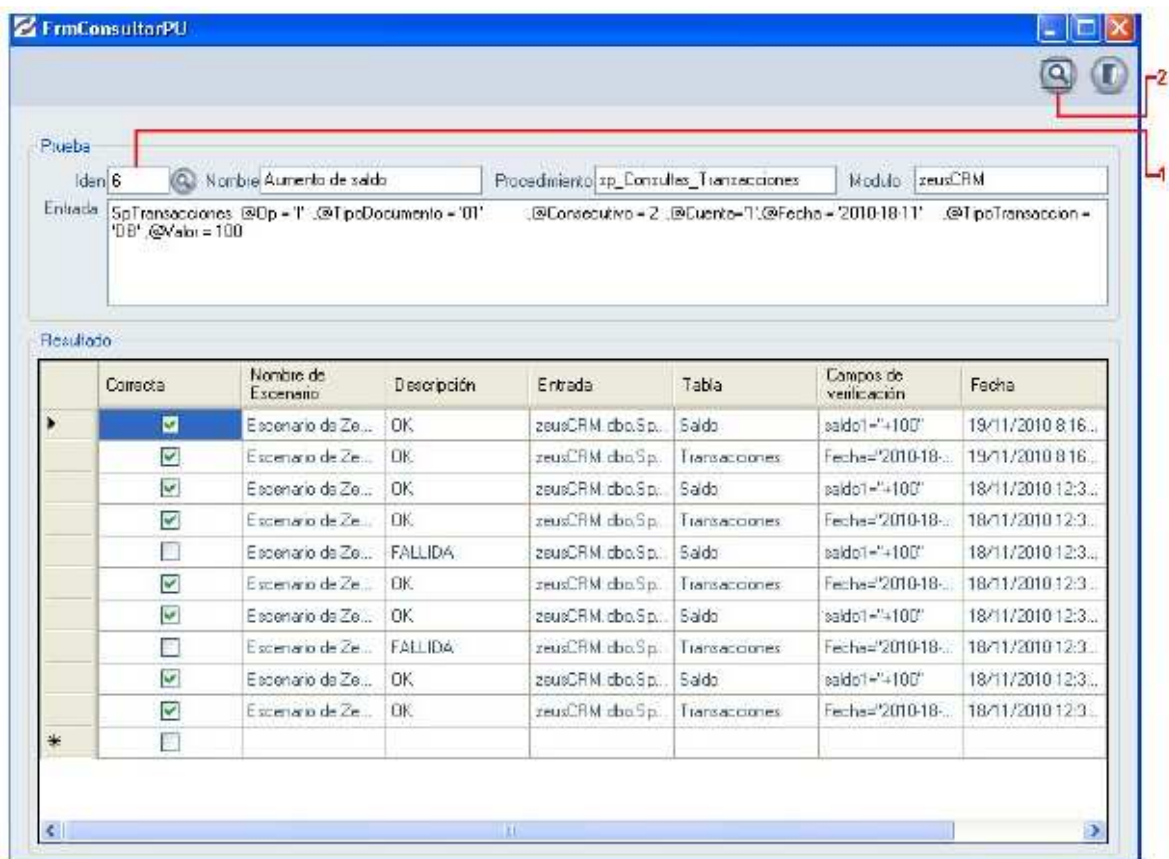 FrmConsultarPU
2
Prueba
1
Iden 6 Nombre Aumento de saldo Procedimiento sp_Consultas_Transacciones Modulo zeusCRM
Entrada SpTransacciones @Op = 'I' ,@TipoDocumento = '01' ,@Consecutivo = 2 ,@Cuenta='1',@Fecha = '2010-18-11' ,@TipoTransaccion =
'DB' ,@Valor = 100
Resultado
Correcta Nombre de Escenario Descripción Entrada Tabla Campos de verificación Fecha
Escenario de Ze... OK zeusCRM.dbo.Sp... Saldo saldo1="+100" 19/11/2010 8:16...
Escenario de Ze... OK zeusCRM.dbo.Sp... Transacciones Fecha="2010-18-... 19/11/2010 8:16...
Escenario de Ze... OK zeusCRM.dbo.Sp... Saldo saldo1="+100" 18/11/2010 12:3...
Escenario de Ze... OK zeusCRM.dbo.Sp... Transacciones Fecha="2010-18-... 18/11/2010 12:3...
Escenario de Ze... FALLIDA zeusCRM.dbo.Sp... Saldo saldo1="+100" 18/11/2010 12:3...
Escenario de Ze... OK zeusCRM.dbo.Sp... Transacciones Fecha="2010-18-... 18/11/2010 12:3...
Escenario de Ze... OK zeusCRM.dbo.Sp... Saldo saldo1="+100" 18/11/2010 12:3...
Escenario de Ze... FALLIDA zeusCRM.dbo.Sp... Transacciones Fecha="2010-18-... 18/11/2010 12:3...
Escenario de Ze... OK zeusCRM.dbo.Sp... Saldo saldo1="+100" 18/11/2010 12:3...
Escenario de Ze... OK zeusCRM.dbo.Sp... Transacciones Fecha="2010-18-... 18/11/2010 12:3...